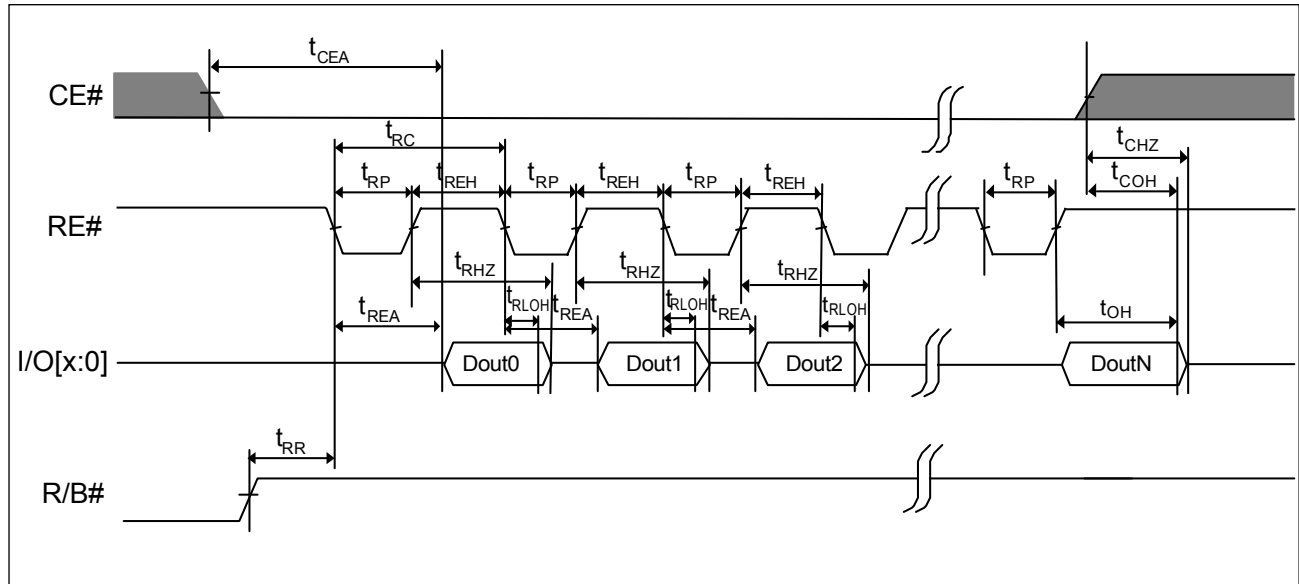 tCEA
CE#
tRC
tCHZ
tRP tREH tRP tREH tRP tREH tRP tCOH
RE#
tRHZ tRHZ tRHZ
tREA tRLOH tREA tRLOH tREA tRLOH tOH
I/O[x:0] Dout0 Dout1 Dout2 DoutN
tRR
R/B#